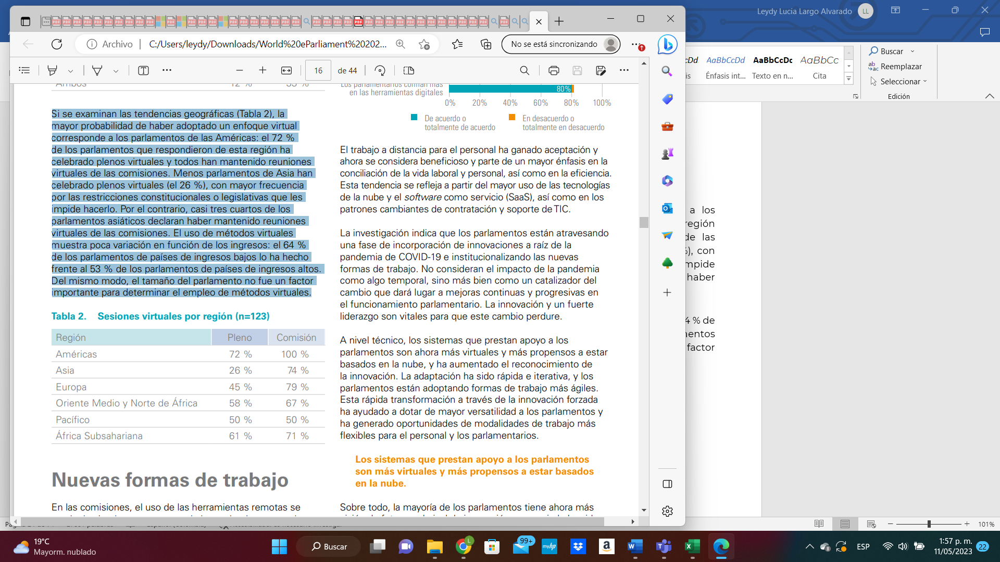 Leydy Lucia Largo Alvarado
LL
Archivo
C:/Users/leydy/Downloads/World%20eParliament%20202...
No se está sincronizando
16
de 44
AaBbCcDd
AaBbCcDc
AaBbCc
Énfasis int...
Texto en n...
Cita
Buscar
Reemplazar
Seleccionar
Edición
Ambos 12 % 33 %
Si se examinan las tendencias geográficas (Tabla 2), la
mayor probabilidad de haber adoptado un enfoque virtual
corresponde a los parlamentos de las Américas: el 72 %
de los parlamentos que respondieron de esta región ha
celebrado plenos virtuales y todos han mantenido reuniones
virtuales de las comisiones. Menos parlamentos de Asia han
celebrado plenos virtuales (el 26 %), con mayor frecuencia
por las restricciones constitucionales o legislativas que les
impide hacerlo. Por el contrario, casi tres cuartos de los
parlamentos asiáticos declaran haber mantenido reuniones
virtuales de las comisiones. El uso de métodos virtuales
muestra poca variación en función de los ingresos: el 64 %
de los parlamentos de países de ingresos bajos lo ha hecho
frente al 53 % de los parlamentos de países de ingresos altos.
Del mismo modo, el tamaño del parlamento no fue un factor
importante para determinar el empleo de métodos virtuales.
Tabla 2. Sesiones virtuales por región (n=123)
Región Pleno Comisión
Américas 72 % 100 %
Asia 26 % 74 %
Europa 45 % 79 %
Oriente Medio y Norte de África 58 % 67 %
Pacífico 50 % 50 %
África Subsahariana 61 % 71 %
Nuevas formas de trabajo
En las comisiones, el uso de las herramientas remotas se
Los parlamentarios confían más
en las herramientas digitales
80%
0% 20% 40% 60% 80% 100%
De acuerdo o
totalmente de acuerdo
En desacuerdo o
totalmente en desacuerdo
El trabajo a distancia para el personal ha ganado aceptación y
ahora se considera beneficioso y parte de un mayor énfasis en la
conciliación de la vida laboral y personal, así como en la eficiencia.
Esta tendencia se refleja a partir del mayor uso de las tecnologías
de la nube y el software como servicio (SaaS), así como en los
patrones cambiantes de contratación y soporte de TIC.
La investigación indica que los parlamentos están atravesando
una fase de incorporación de innovaciones a raíz de la
pandemia de COVID-19 e institucionalizando las nuevas
formas de trabajo. No consideran el impacto de la pandemia
como algo temporal, sino más bien como un catalizador del
cambio que dará lugar a mejoras continuas y progresivas en
el funcionamiento parlamentario. La innovación y un fuerte
liderazgo son vitales para que este cambio perdure.
A nivel técnico, los sistemas que prestan apoyo a los
parlamentos son ahora más virtuales y más propensos a estar
basados en la nube, y ha aumentado el reconocimiento de
la innovación. La adaptación ha sido rápida e iterativa, y los
parlamentos están adoptando formas de trabajo más ágiles.
Esta rápida transformación a través de la innovación forzada
ha ayudado a dotar de mayor versatilidad a los parlamentos y
ha generado oportunidades de modalidades de trabajo más
flexibles para el personal y los parlamentarios.
Los sistemas que prestan apoyo a los parlamentos
son más virtuales y más propensos a estar basados
en la nube.
Sobre todo, la mayoría de los parlamentos tiene ahora más
a los
región
de las
), con
mpide
haber
4 % de
mentos
factor
101%
19°C
Mayorm. nublado
Buscar
99+
myhp
ESP
1:57 p. m.
11/05/2023
22